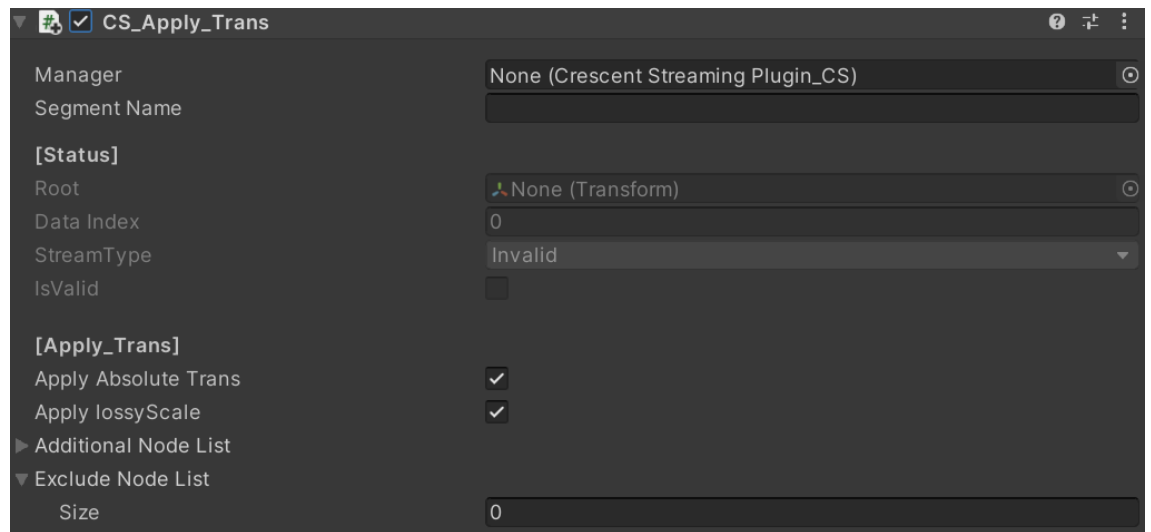 CS_Apply_Trans
Manager None (Crescent Streaming Plugin_CS)
Segment Name
[Status]
Root None (Transform)
Data Index 0
StreamType Invalid
IsValid
[Apply_Trans]
Apply Absolute Trans
Apply lossyScale
Additional Node List
Exclude Node List
Size 0